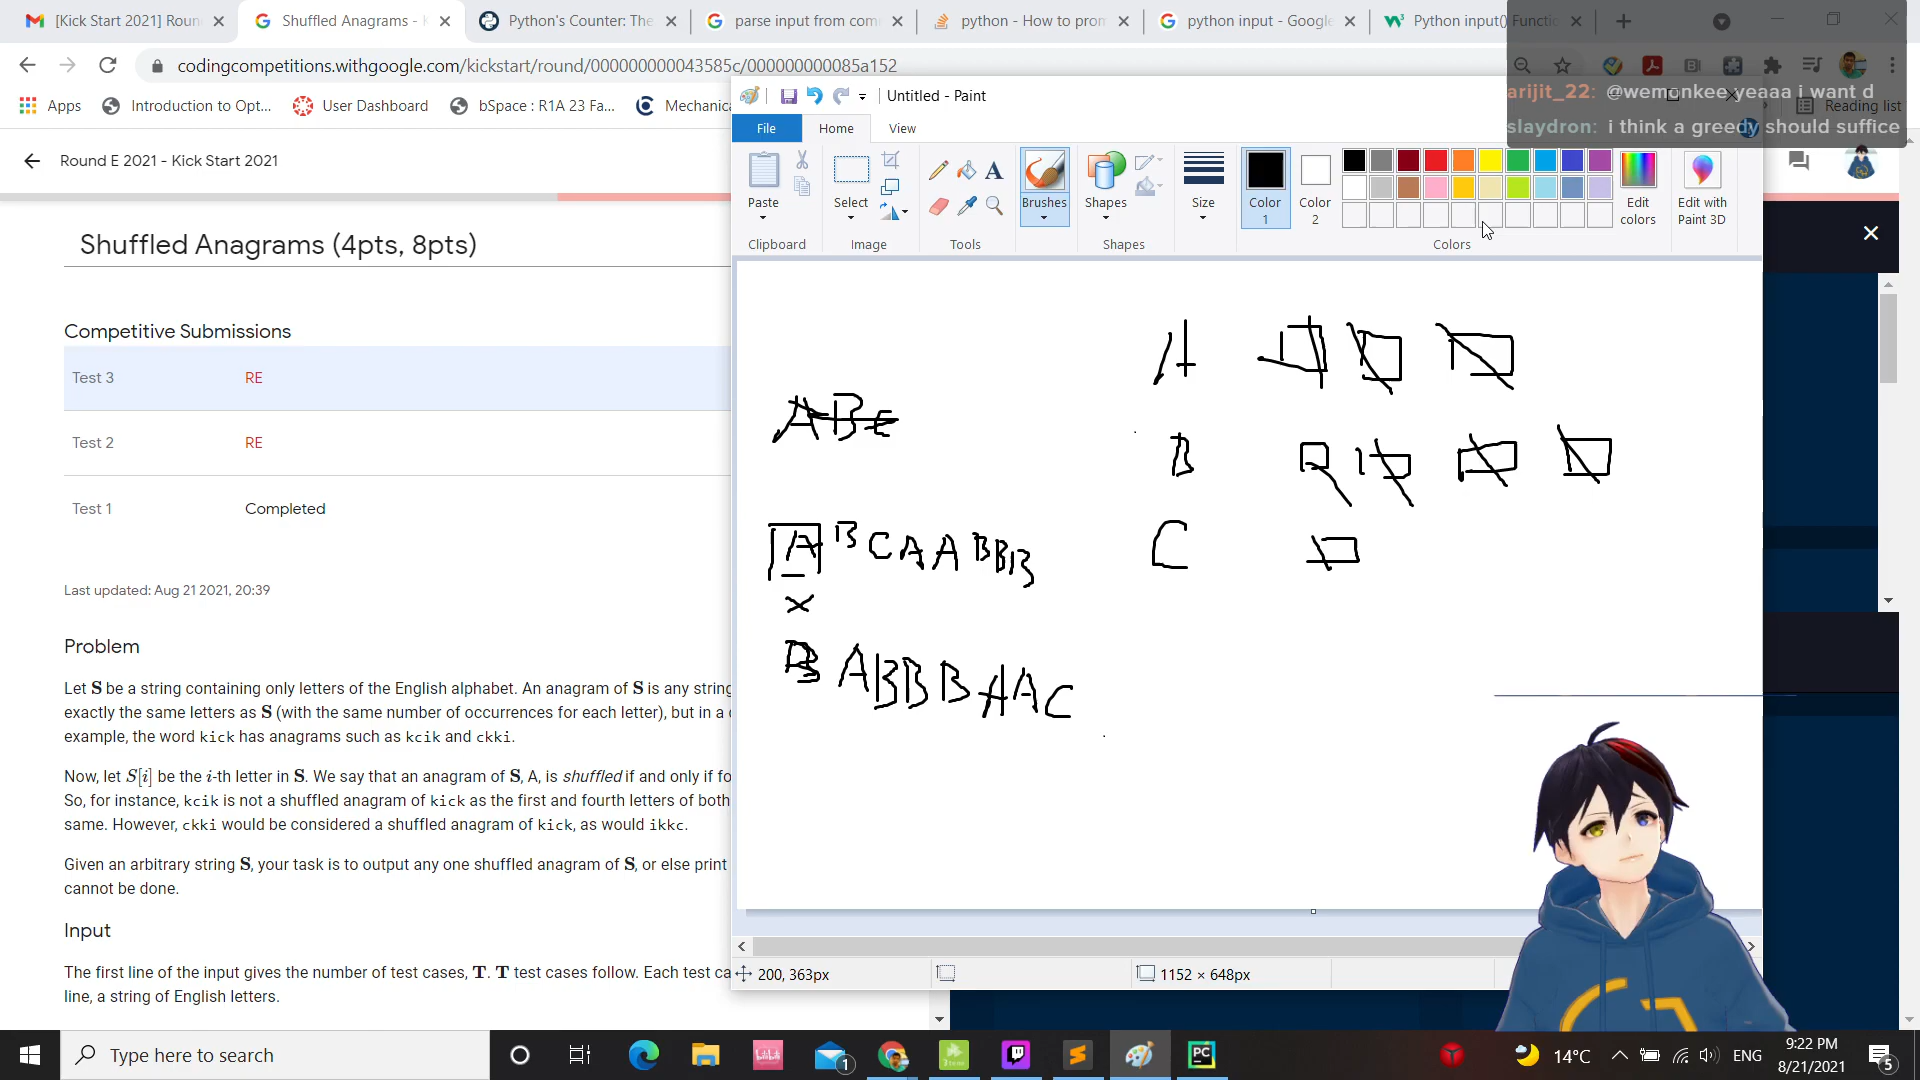 [Kick Start 2021] Roun
Shuffled Anagrams - K
Python's Counter: The
parse input from com
python - How to prom
python input - Google
Python input() Functio
codingcompetitions.withgoogle.com/kickstart/round/000000000043585c/000000000085a152
Apps
Introduction to Opt...
User Dashboard
bSpace : R1A 23 Fa...
Mechanica
Reading list
arijit_22: @wemonkee yeaaa i want d
slaydron: i think a greedy should suffice
Round E 2021 - Kick Start 2021
Shuffled Anagrams (4pts, 8pts)
Competitive Submissions
Test 3 RE
Test 2 RE
Test 1 Completed
Last updated: Aug 21 2021, 20:39
Problem
Let S be a string containing only letters of the English alphabet. An anagram of S is any string
exactly the same letters as S (with the same number of occurrences for each letter), but in a
example, the word kick has anagrams such as kcik and ckki.
Now, let S[i] be the i-th letter in S. We say that an anagram of S, A, is shuffled if and only if fo
So, for instance, kcik is not a shuffled anagram of kick as the first and fourth letters of both
same. However, ckki would be considered a shuffled anagram of kick, as would ikkc.
Given an arbitrary string S, your task is to output any one shuffled anagram of S, or else print
cannot be done.
Input
The first line of the input gives the number of test cases, T. T test cases follow. Each test ca
line, a string of English letters.
Untitled - Paint
File Home View
Paste
Select
Brushes
Shapes
Size
Color 1
Color 2
Edit colors
Edit with Paint 3D
Clipboard
Image
Tools
Shapes
Colors
ABC
A B C A A B B B
x
B A B B B A A C
A
B
C
200, 363px
1152 × 648px
Type here to search
1
PC
14°C
ENG
9:22 PM
8/21/2021
5